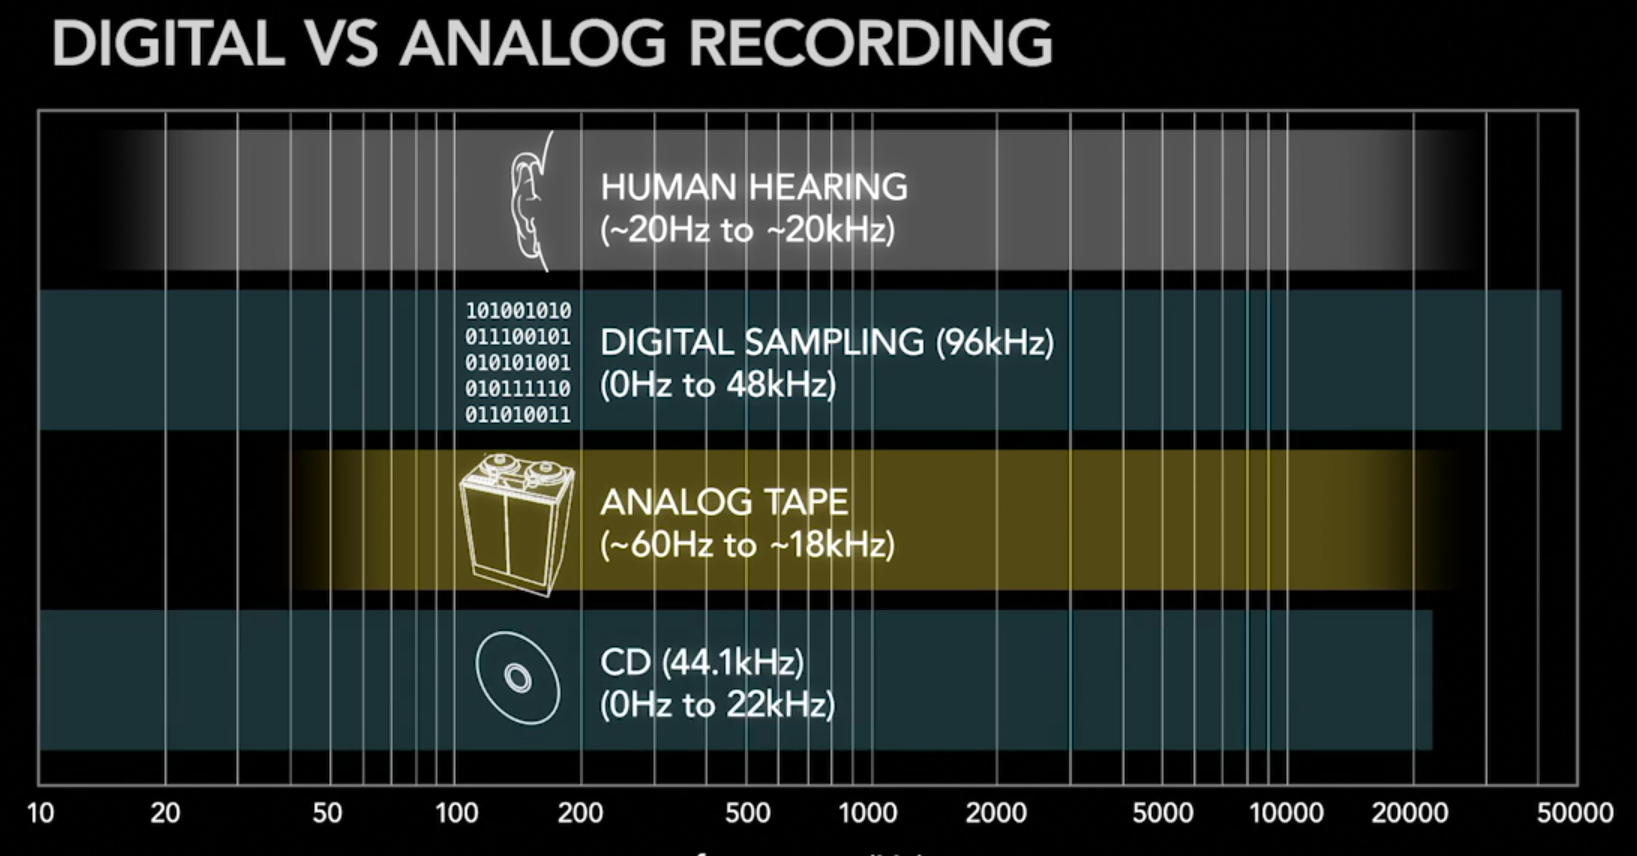 DIGITAL VS ANALOG RECORDING
HUMAN HEARING
(~20Hz to ~20kHz)
101001010
011100101
010101001
010111110
011010011
DIGITAL SAMPLING (96kHz)
(0Hz to 48kHz)
ANALOG TAPE
(~60Hz to ~18kHz)
CD (44.1kHz)
(0Hz to 22kHz)
10 20 50 100 200 500 1000 2000 5000 10000 20000 50000